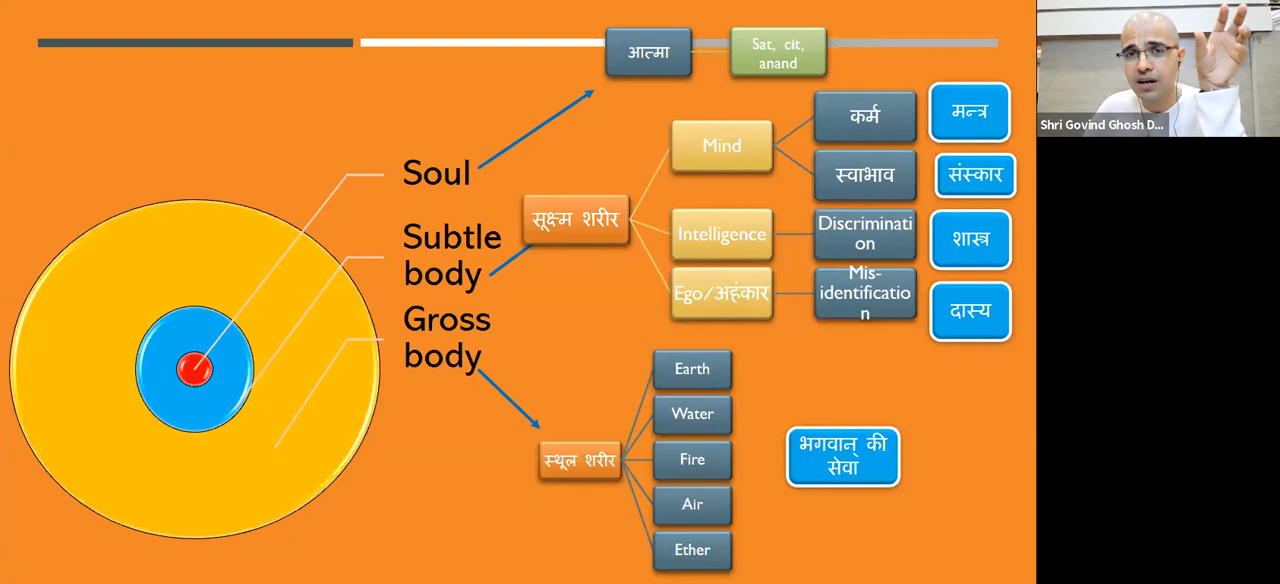 आत्मा
Sat, cit,
anand
Soul
Subtle
body
Gross
body
सूक्ष्म शरीर
Mind
कर्म
मन्त्र
स्वाभाव
संस्कार
Intelligence
Discriminati
on
शास्त्र
Ego/अहंकार
Mis-
identificatio
n
दास्य
स्थूल शरीर
Earth
Water
Fire
Air
Ether
भगवान् की
सेवा
Shri Govind Ghosh D...